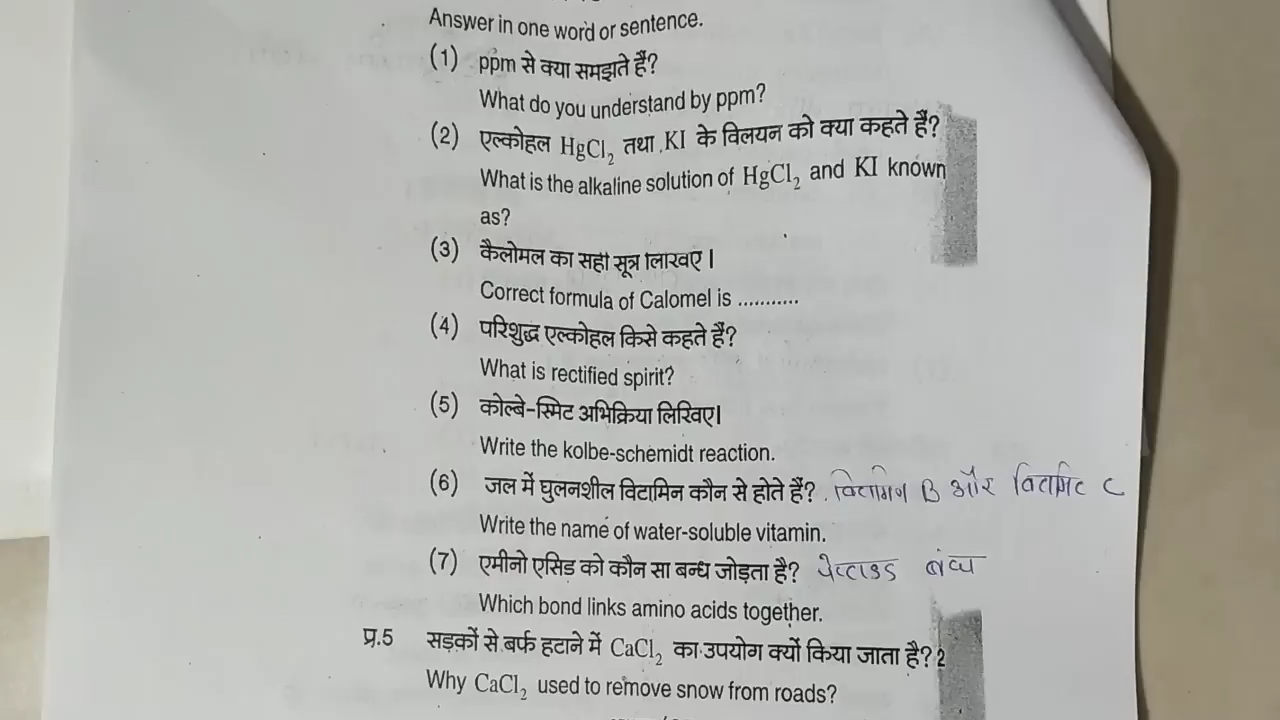 Answer in one word or sentence.
(1) ppm से क्या समझते हैं?
What do you understand by ppm?
(2) एल्कोहल HgCl₂ तथा KI के विलयन को क्या कहते हैं?
What is the alkaline solution of HgCl₂ and KI known
as?
(3) कैलोमल का सही सूत्र लिखिए।
Correct formula of Calomel is ...........
(4) परिशुद्ध एल्कोहल किसे कहते हैं?
What is rectified spirit?
(5) कोल्बे-स्मिट अभिक्रिया लिखिए।
Write the kolbe-schemidt reaction.
(6) जल में घुलनशील विटामिन कौन से होते हैं? विटामिन B और विटामिट C
Write the name of water-soluble vitamin.
(7) एमीनो एसिड को कौन सा बन्ध जोड़ता है? पेप्टाइड बंध
Which bond links amino acids together.
प्र.5 सड़कों से बर्फ हटाने में CaCl₂ का उपयोग क्यों किया जाता है? 2
Why CaCl₂ used to remove snow from roads?